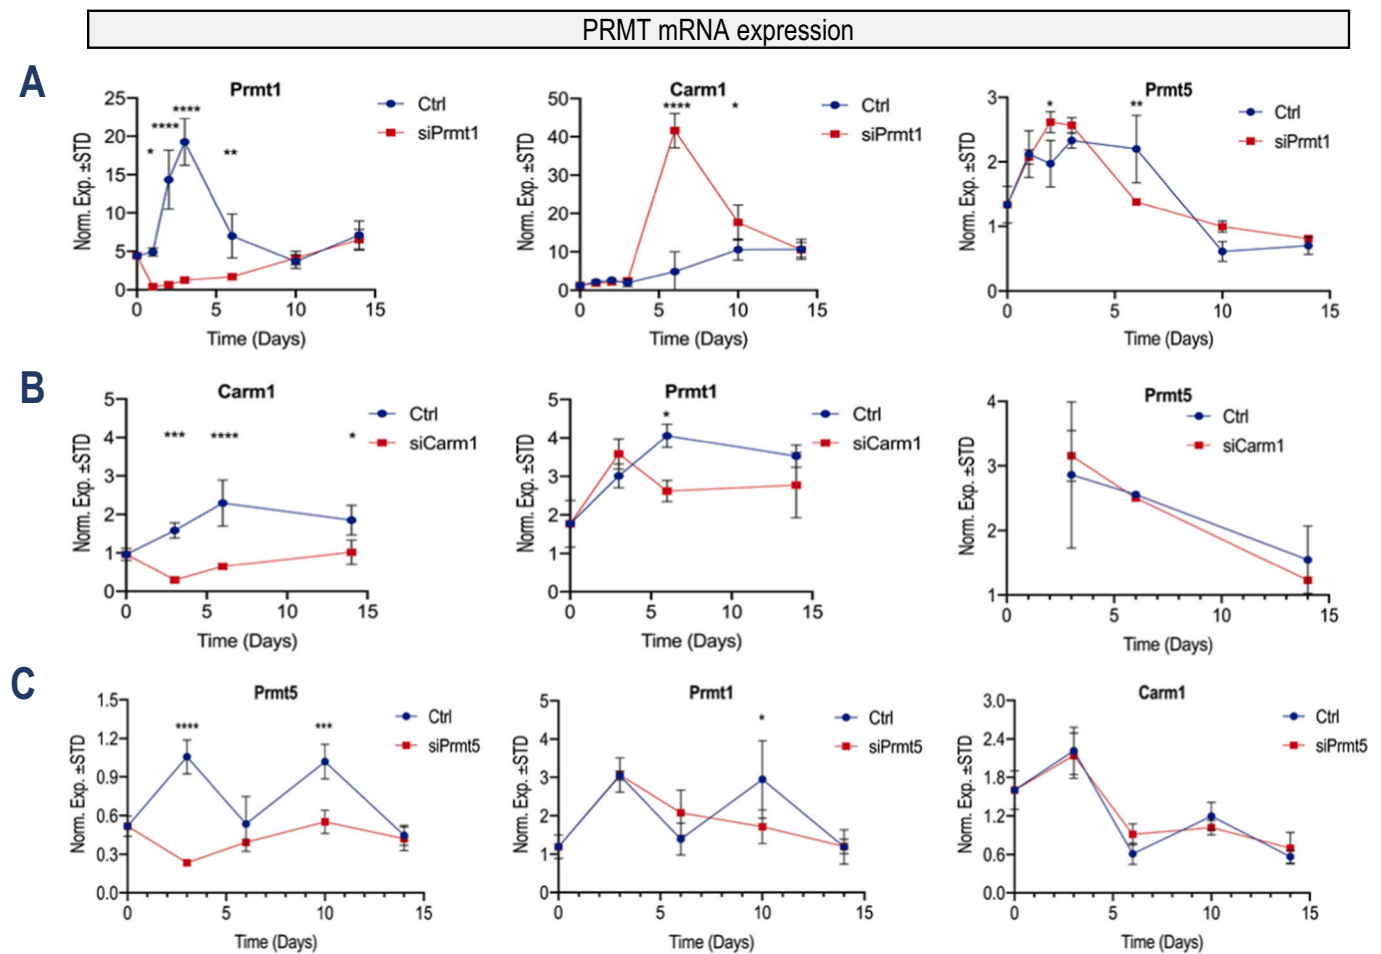 PRMT mRNA expression
A
Prmt1
Norm. Exp. ±STD
25
20
15
10
5
0
* **** **** **
0 5 10 15
Time (Days)
Ctrl
siPrmt1
Carm1
Norm. Exp. ±STD
50
40
30
20
10
0
**** *
0 5 10 15
Time (Days)
Ctrl
siPrmt1
Prmt5
Norm. Exp. ±STD
3
2
1
0
* **
0 5 10 15
Time (Days)
Ctrl
siPrmt1
B
Carm1
Norm. Exp. ±STD
5
4
3
2
1
0
*** **** *
0 5 10 15
Time (Days)
Ctrl
siCarm1
Prmt1
Norm. Exp. ±STD
5
4
3
2
1
0
*
0 5 10 15
Time (Days)
Ctrl
siCarm1
Prmt5
Norm. Exp. ±STD
4
3
2
1
0 5 10 15
Time (Days)
Ctrl
siCarm1
C
Prmt5
Norm. Exp. ±STD
1.5
1.2
0.9
0.6
0.3
0.0
**** ***
0 5 10 15
Time (Days)
Ctrl
siPrmt5
Prmt1
Norm. Exp. ±STD
5
4
3
2
1
0
*
0 5 10 15
Time (Days)
Ctrl
siPrmt5
Carm1
Norm. Exp. ±STD
3.0
2.4
1.8
1.2
0.6
0.0
0 5 10 15
Time (Days)
Ctrl
siPrmt5